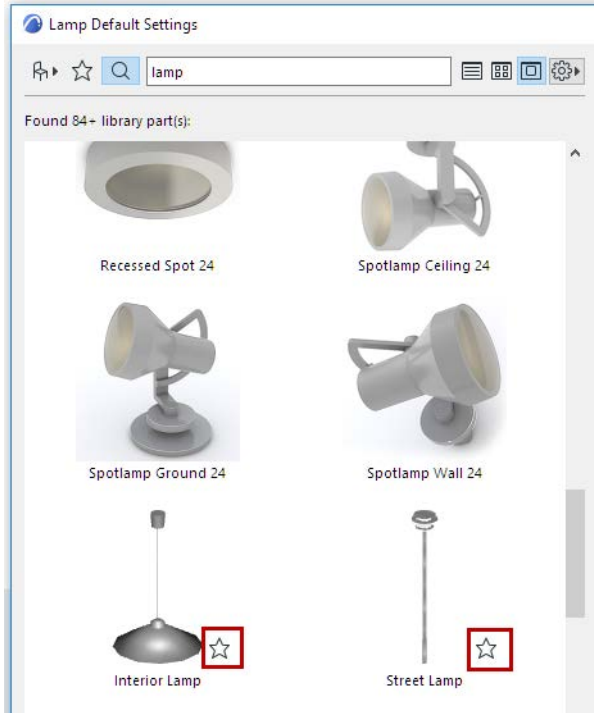 Lamp Default Settings
lamp
Found 84+ library part(s):
Recessed Spot 24
Spotlamp Ceiling 24
Spotlamp Ground 24
Spotlamp Wall 24
Interior Lamp
Street Lamp